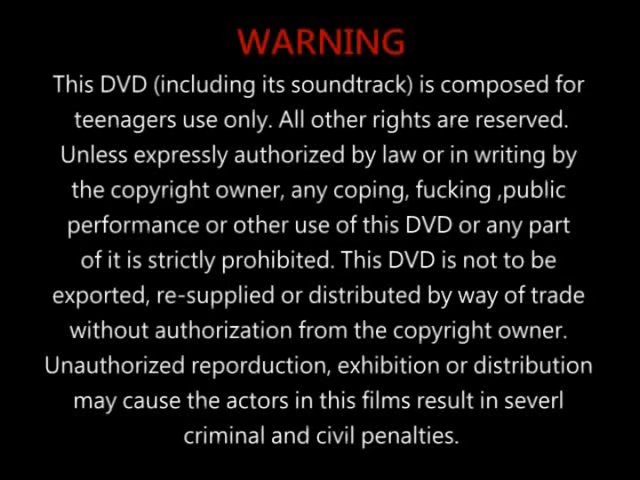 WARNING
This DVD (including its soundtrack) is composed for
teenagers use only. All other rights are reserved.
Unless expressly authorized by law or in writing by
the copyright owner, any coping, fucking ,public
performance or other use of this DVD or any part
of it is strictly prohibited. This DVD is not to be
exported, re-supplied or distributed by way of trade
without authorization from the copyright owner.
Unauthorized reporduction, exhibition or distribution
may cause the actors in this films result in severl
criminal and civil penalties.